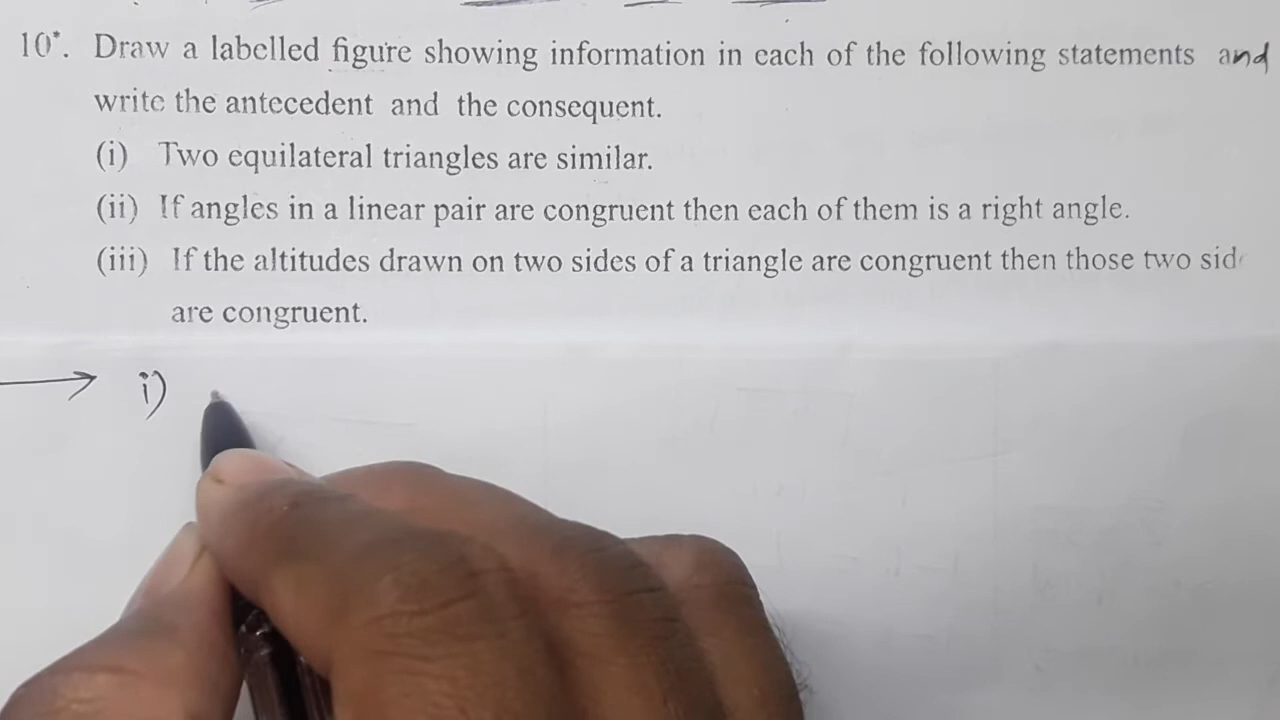 10*. Draw a labelled figure showing information in each of the following statements and
write the antecedent and the consequent.
(i) Two equilateral triangles are similar.
(ii) If angles in a linear pair are congruent then each of them is a right angle.
(iii) If the altitudes drawn on two sides of a triangle are congruent then those two
are congruent.
→ i)